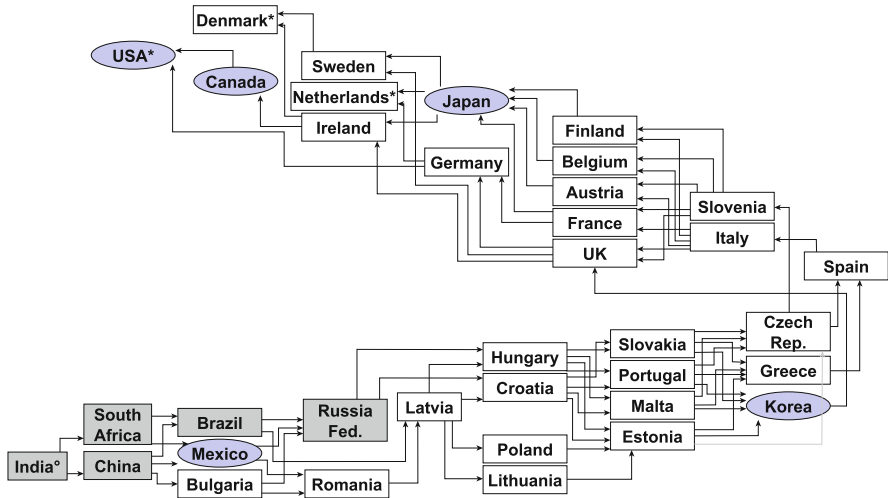 Denmark*
USA*
Sweden
Canada
Netherlands*
Japan
Ireland
Finland
Germany
Belgium
Austria
Slovenia
France
Italy
UK
Spain
Czech
Rep.
Slovakia
Hungary
Greece
Portugal
Croatia
Malta
Korea
Latvia
South
Africa
Brazil
Russia
Fed.
Estonia
Mexico
Poland
India°
China
Bulgaria
Romania
Lithuania